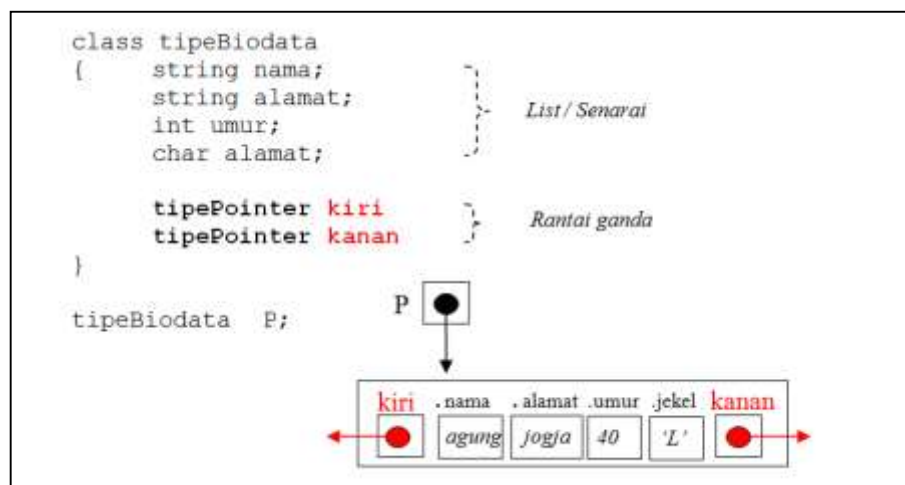 class tipeBiodata
{ string nama;
string alamat;
int umur;
char alamat;
List / Senarai
tipePointer kiri
tipePointer kanan
Rantai ganda
}
tipeBiodata P;
P
kiri .nama .alamat .umur .jekel kanan
agung jogja 40 'L'